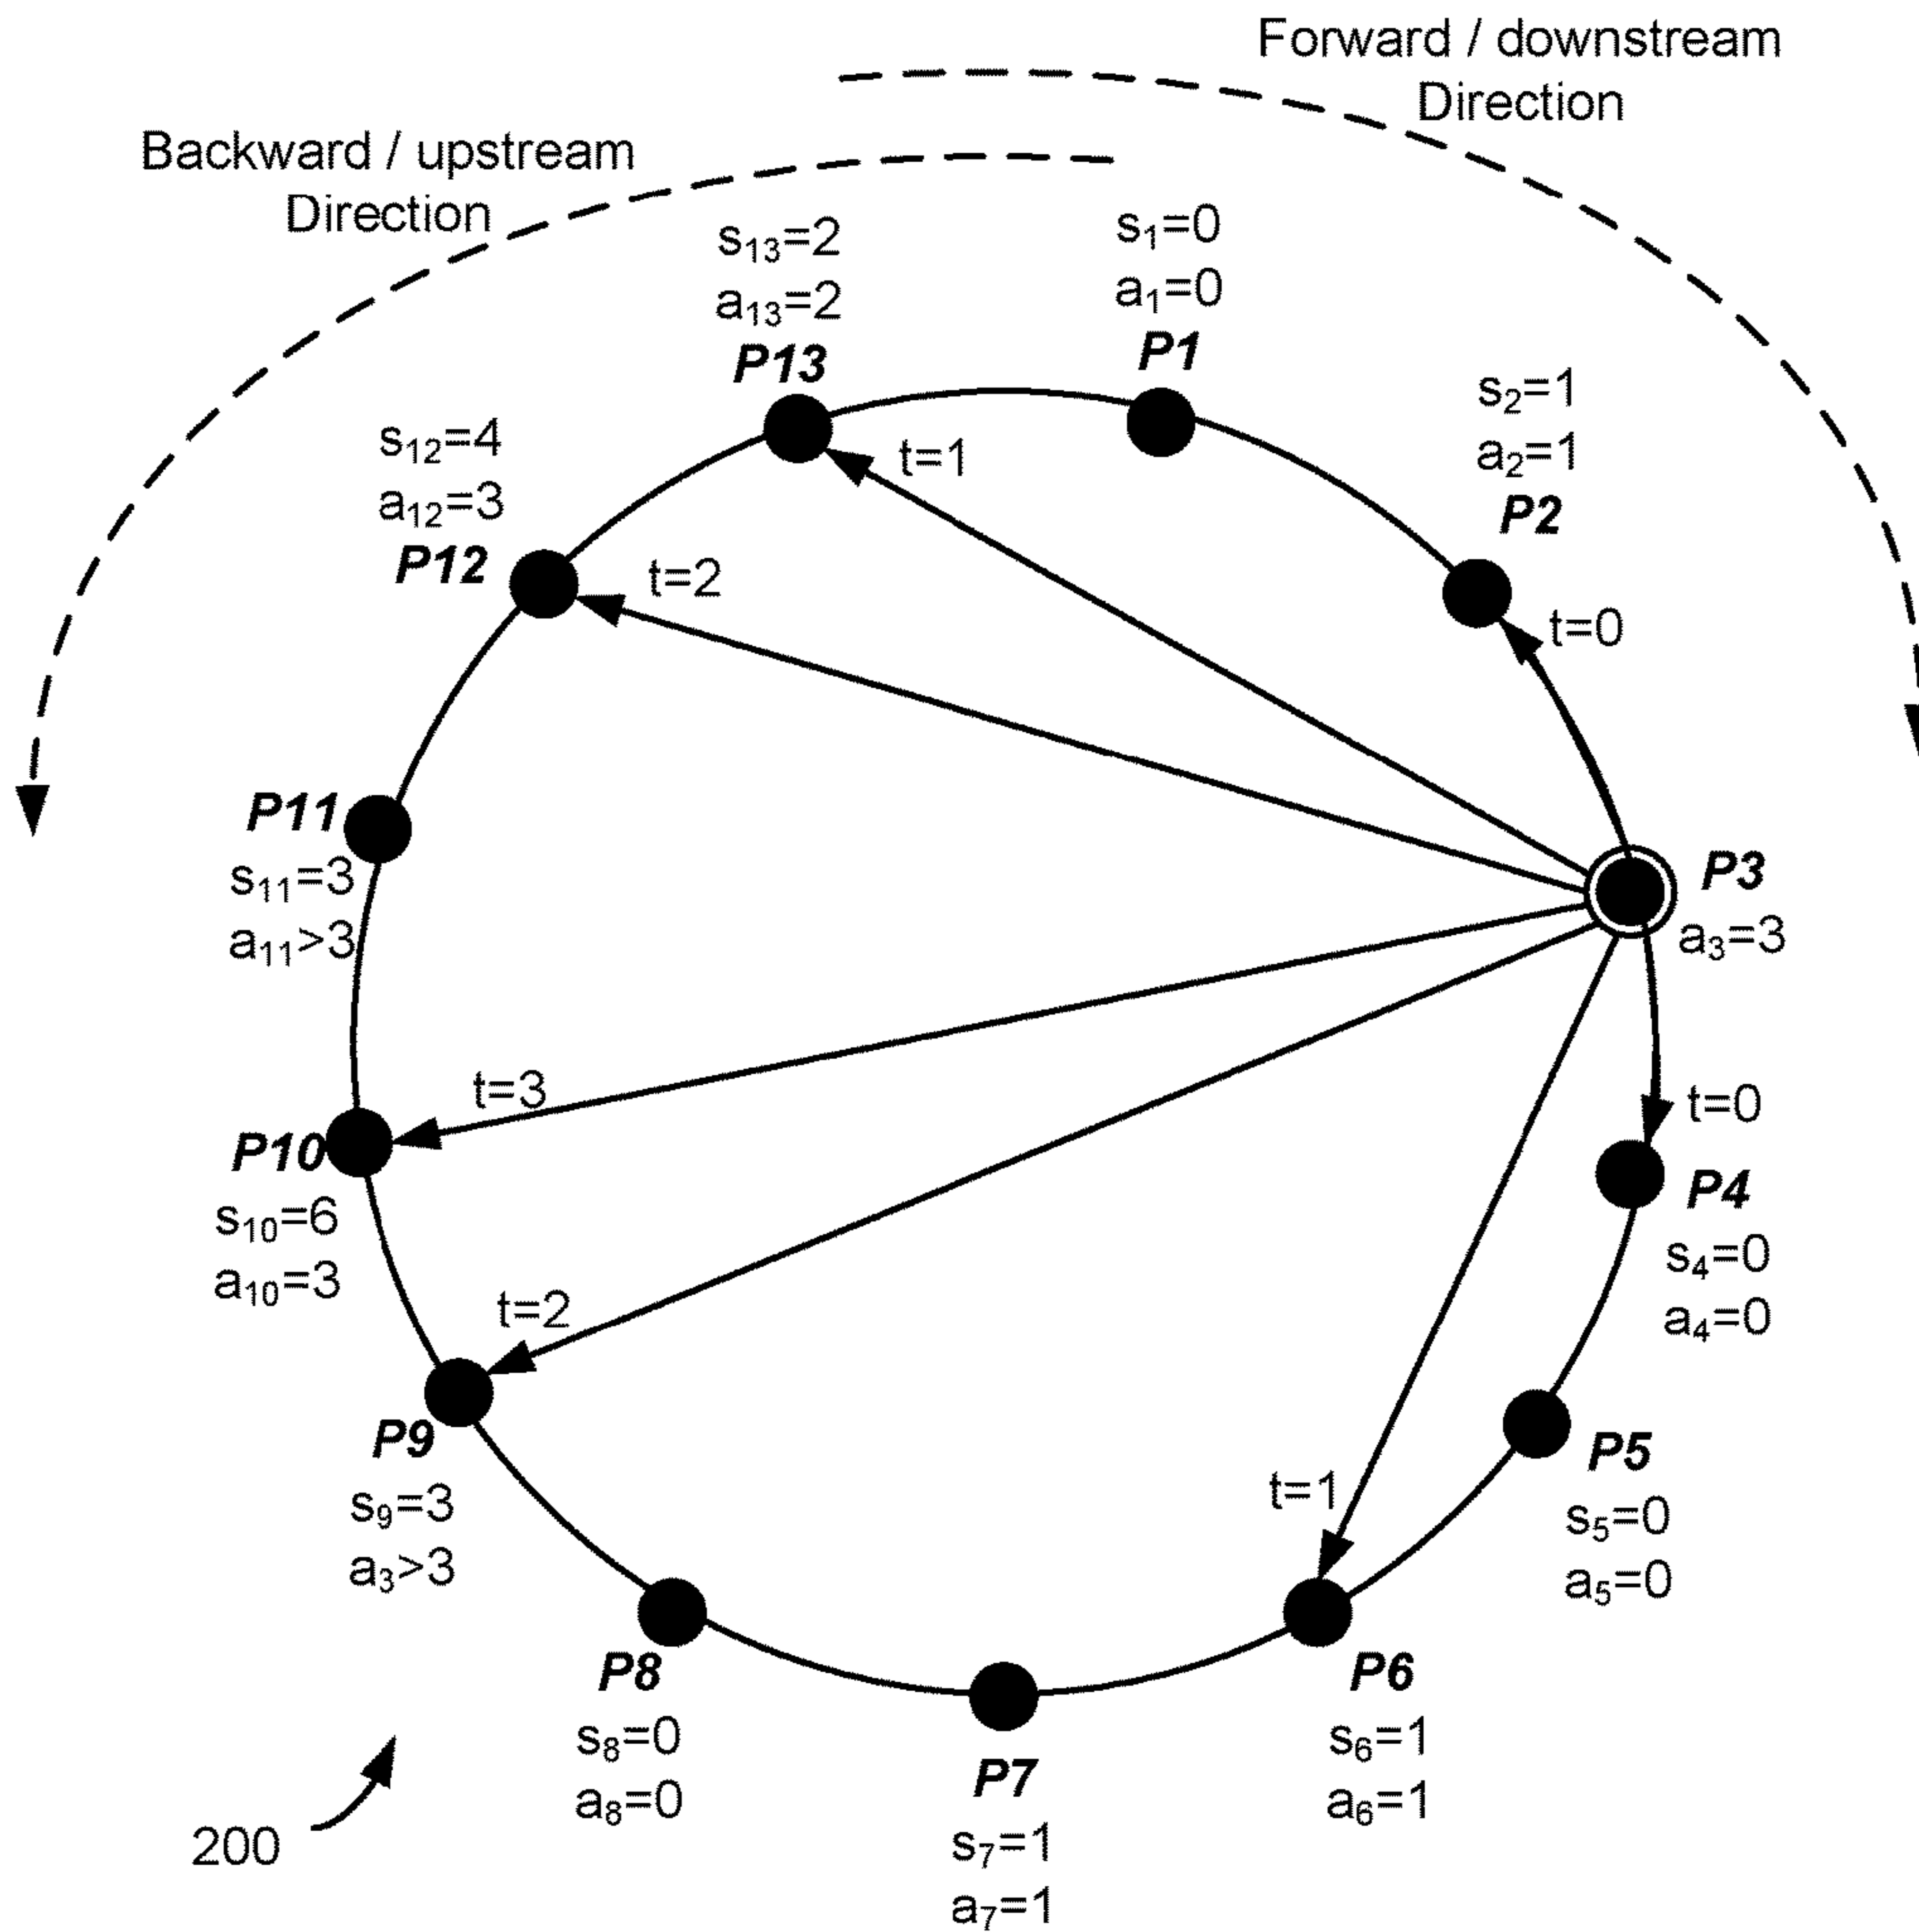 Forward / downstream
Direction
Backward / upstream
Direction
s₁₃=2
a₁₃=2
P13
s₁=0
a₁=0
P1
s₂=1
a₂=1
P2
t=0
t=1
s₁₂=4
a₁₂=3
P12
t=2
P11
s₁₁=3
a₁₁>3
P3
a₃=3
t=3
P10
s₁₀=6
a₁₀=3
t=0
P4
s₄=0
a₄=0
t=2
P9
s₉=3
a₃>3
t=1
P5
s₅=0
a₅=0
P8
s₈=0
a₈=0
P7
s₇=1
a₇=1
P6
s₆=1
a₆=1
200